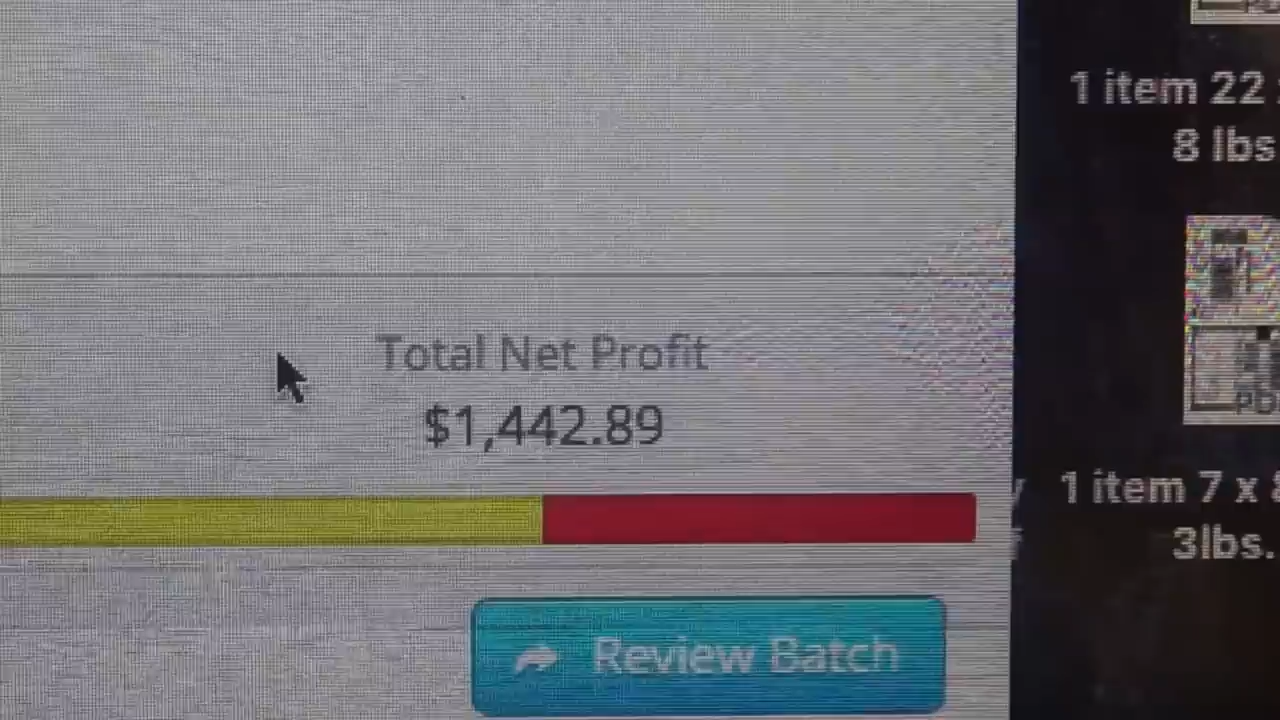 1 item 22
8 lbs
Total Net Profit
$1,442.89
1 item 7 x
3lbs.
Review Batch